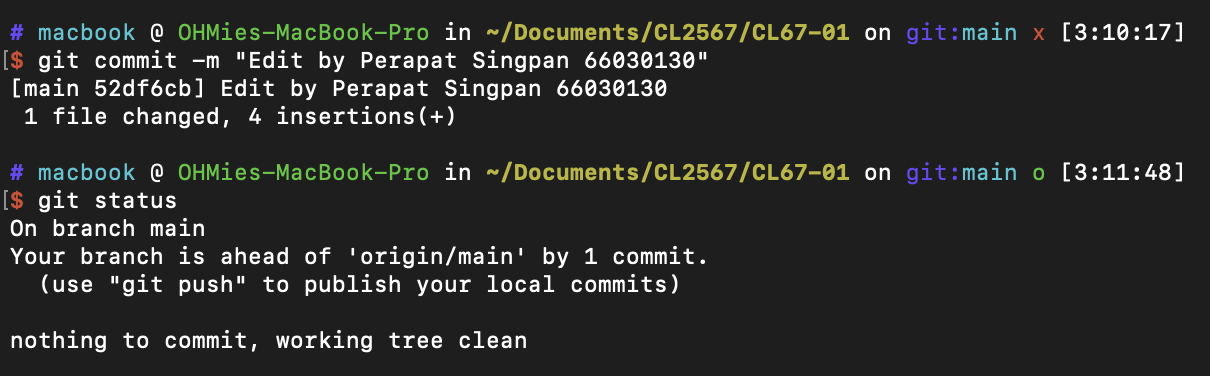 # macbook @ OHMies-MacBook-Pro in ~/Documents/CL2567/CL67-01 on git:main x [3:10:17]
[$ git commit -m "Edit by Perapat Singpan 66030130"
[main 52df6cb] Edit by Perapat Singpan 66030130
 1 file changed, 4 insertions(+)

# macbook @ OHMies-MacBook-Pro in ~/Documents/CL2567/CL67-01 on git:main o [3:11:48]
[$ git status
On branch main
Your branch is ahead of 'origin/main' by 1 commit.
  (use "git push" to publish your local commits)

nothing to commit, working tree clean